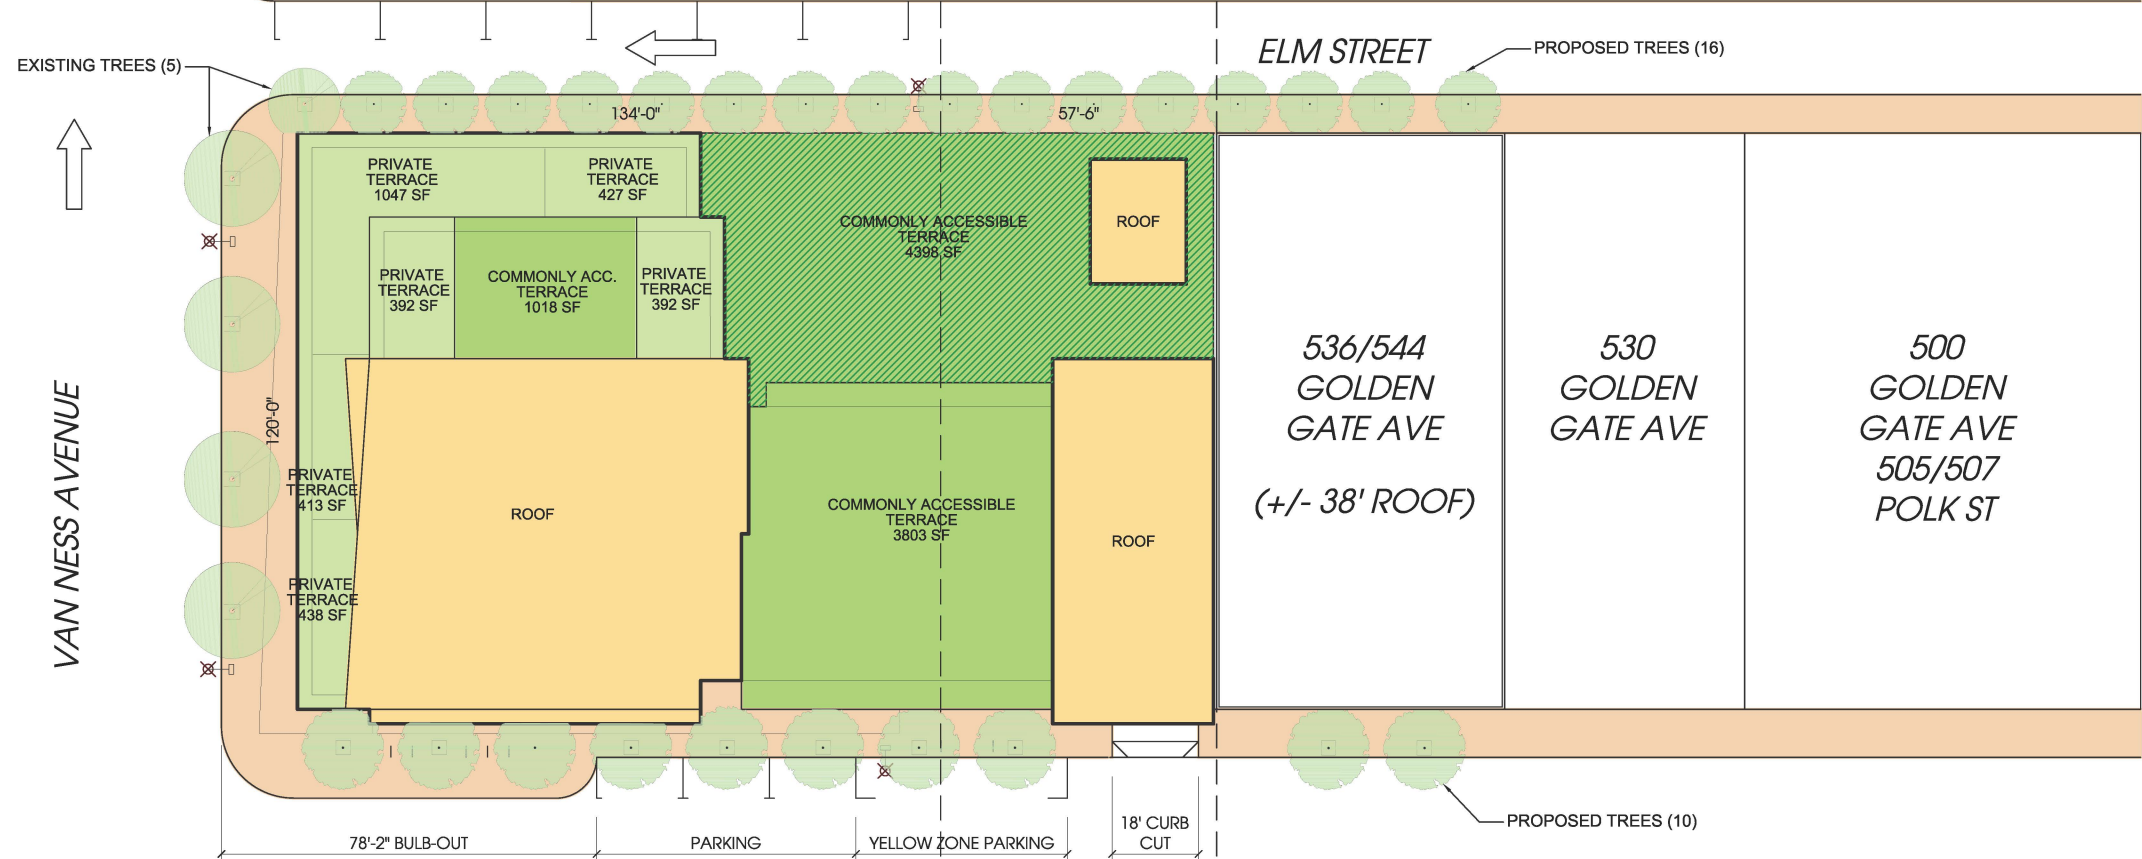 ELM STREET
PROPOSED TREES (16)
EXISTING TREES (5)
134'-0"
57'-6"
PRIVATE
TERRACE
1047 SF
PRIVATE
TERRACE
427 SF
COMMONLY ACCESSIBLE
TERRACE
4398 SF
ROOF
PRIVATE
TERRACE
392 SF
COMMONLY ACC.
TERRACE
1018 SF
PRIVATE
TERRACE
392 SF
536/544
GOLDEN
GATE AVE
(+/- 38' ROOF)
530
GOLDEN
GATE AVE
500
GOLDEN
GATE AVE
505/507
POLK ST
VAN NESS AVENUE
120'-0"
PRIVATE
TERRACE
413 SF
ROOF
COMMONLY ACCESSIBLE
TERRACE
3803 SF
ROOF
PRIVATE
TERRACE
438 SF
PROPOSED TREES (10)
78'-2" BULB-OUT
PARKING
YELLOW ZONE PARKING
18' CURB
CUT